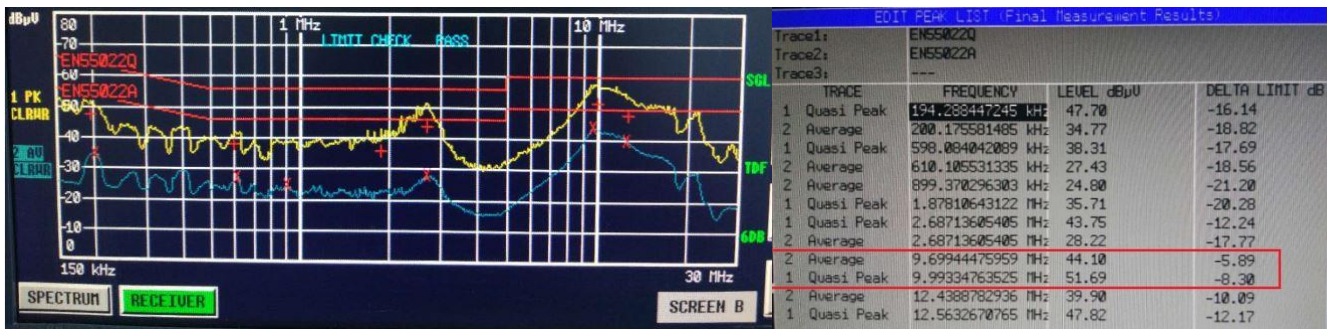 dBµV
80
1 MHz
10 MHz
LIMIT CHECK PASS
-70-
EN55022Q
-60
EN55022A
SGL
1 PK
CLRWR
-50
-40
2 AV
CLRWR
-30
TDF
-20
-10
6DB
0
150 kHz
30 MHz
SPECTRUM
RECEIVER
SCREEN B
EDIT PEAK LIST (Final Measurement Results)
Trace1: EN55022Q
Trace2: EN55022A
Trace3: ---
TRACE FREQUENCY LEVEL dBµV DELTA LIMIT dB
1 Quasi Peak 194.288447245 kHz 47.70 -16.14
2 Average 200.175581485 kHz 34.77 -18.82
1 Quasi Peak 598.084042089 kHz 38.31 -17.69
2 Average 610.105531335 kHz 27.43 -18.56
2 Average 899.370296303 kHz 24.80 -21.20
1 Quasi Peak 1.87810643122 MHz 35.71 -20.28
1 Quasi Peak 2.68713605405 MHz 43.75 -12.24
2 Average 2.68713605405 MHz 28.22 -17.77
2 Average 9.69944475959 MHz 44.10 -5.89
1 Quasi Peak 9.99334763525 MHz 51.69 -8.30
2 Average 12.4388782936 MHz 39.90 -10.09
1 Quasi Peak 12.5632670765 MHz 47.82 -12.17